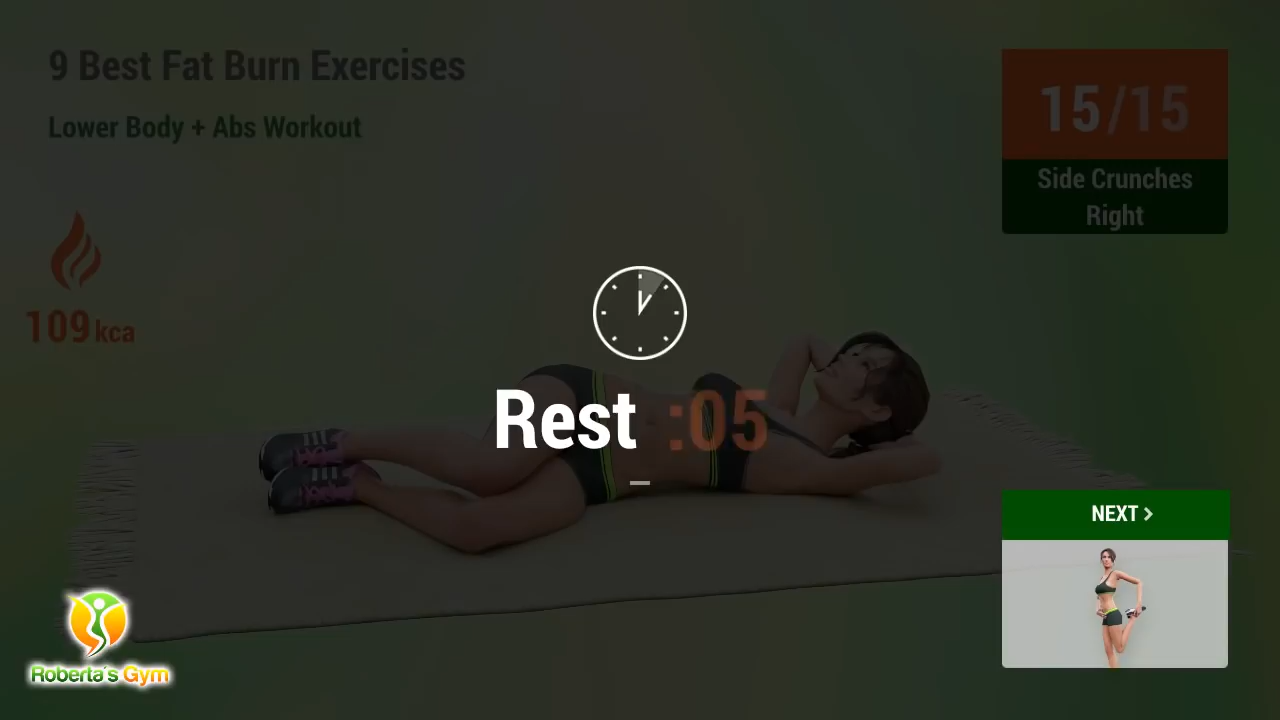 9 Best Fat Burn Exercises
Lower Body + Abs Workout
15/15
Side Crunches
Right
109 kca
Rest :05
NEXT >
Roberta's Gym